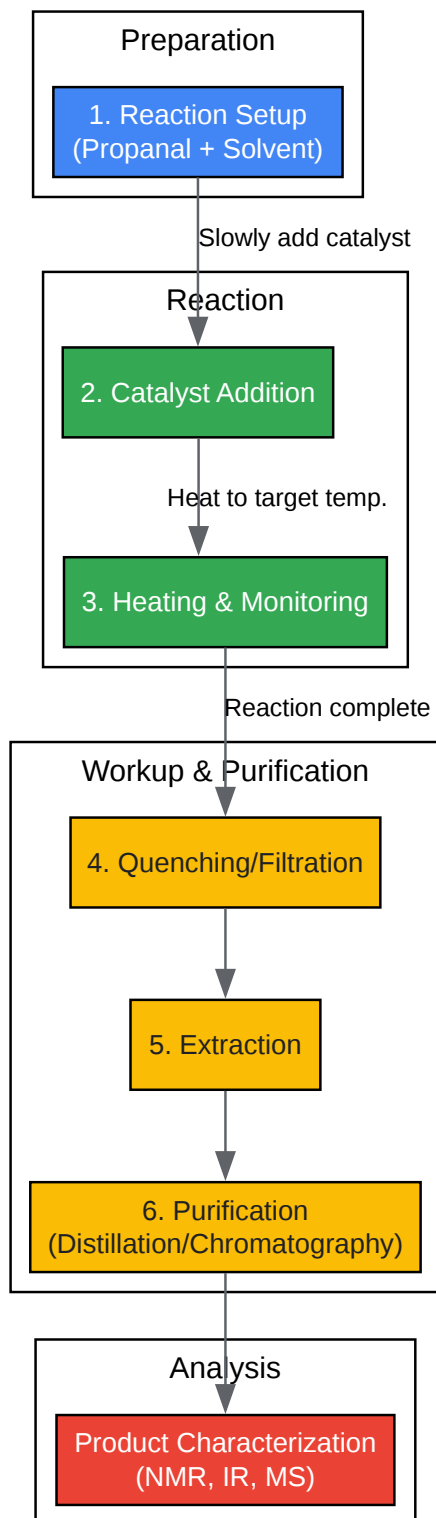 Preparation
1. Reaction Setup
(Propanal + Solvent)
Slowly add catalyst
Reaction
2. Catalyst Addition
Heat to target temp.
3. Heating & Monitoring
Reaction complete
Workup & Purification
4. Quenching/Filtration
5. Extraction
6. Purification
(Distillation/Chromatography)
Analysis
Product Characterization
(NMR, IR, MS)